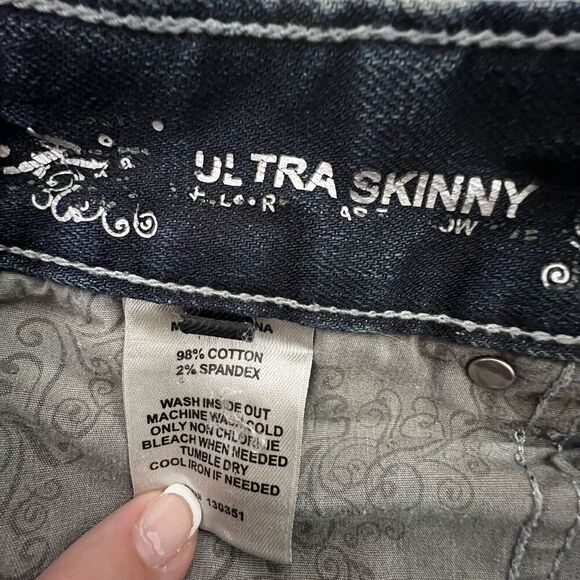 ULTRA SKINNY
98% COTTON
2% SPANDEX
WASH INSIDE OUT
MACHINE WASH COLD
ONLY NON CHLORINE
BLEACH WHEN NEEDED
TUMBLE DRY
COOL IRON IF NEEDED
130351